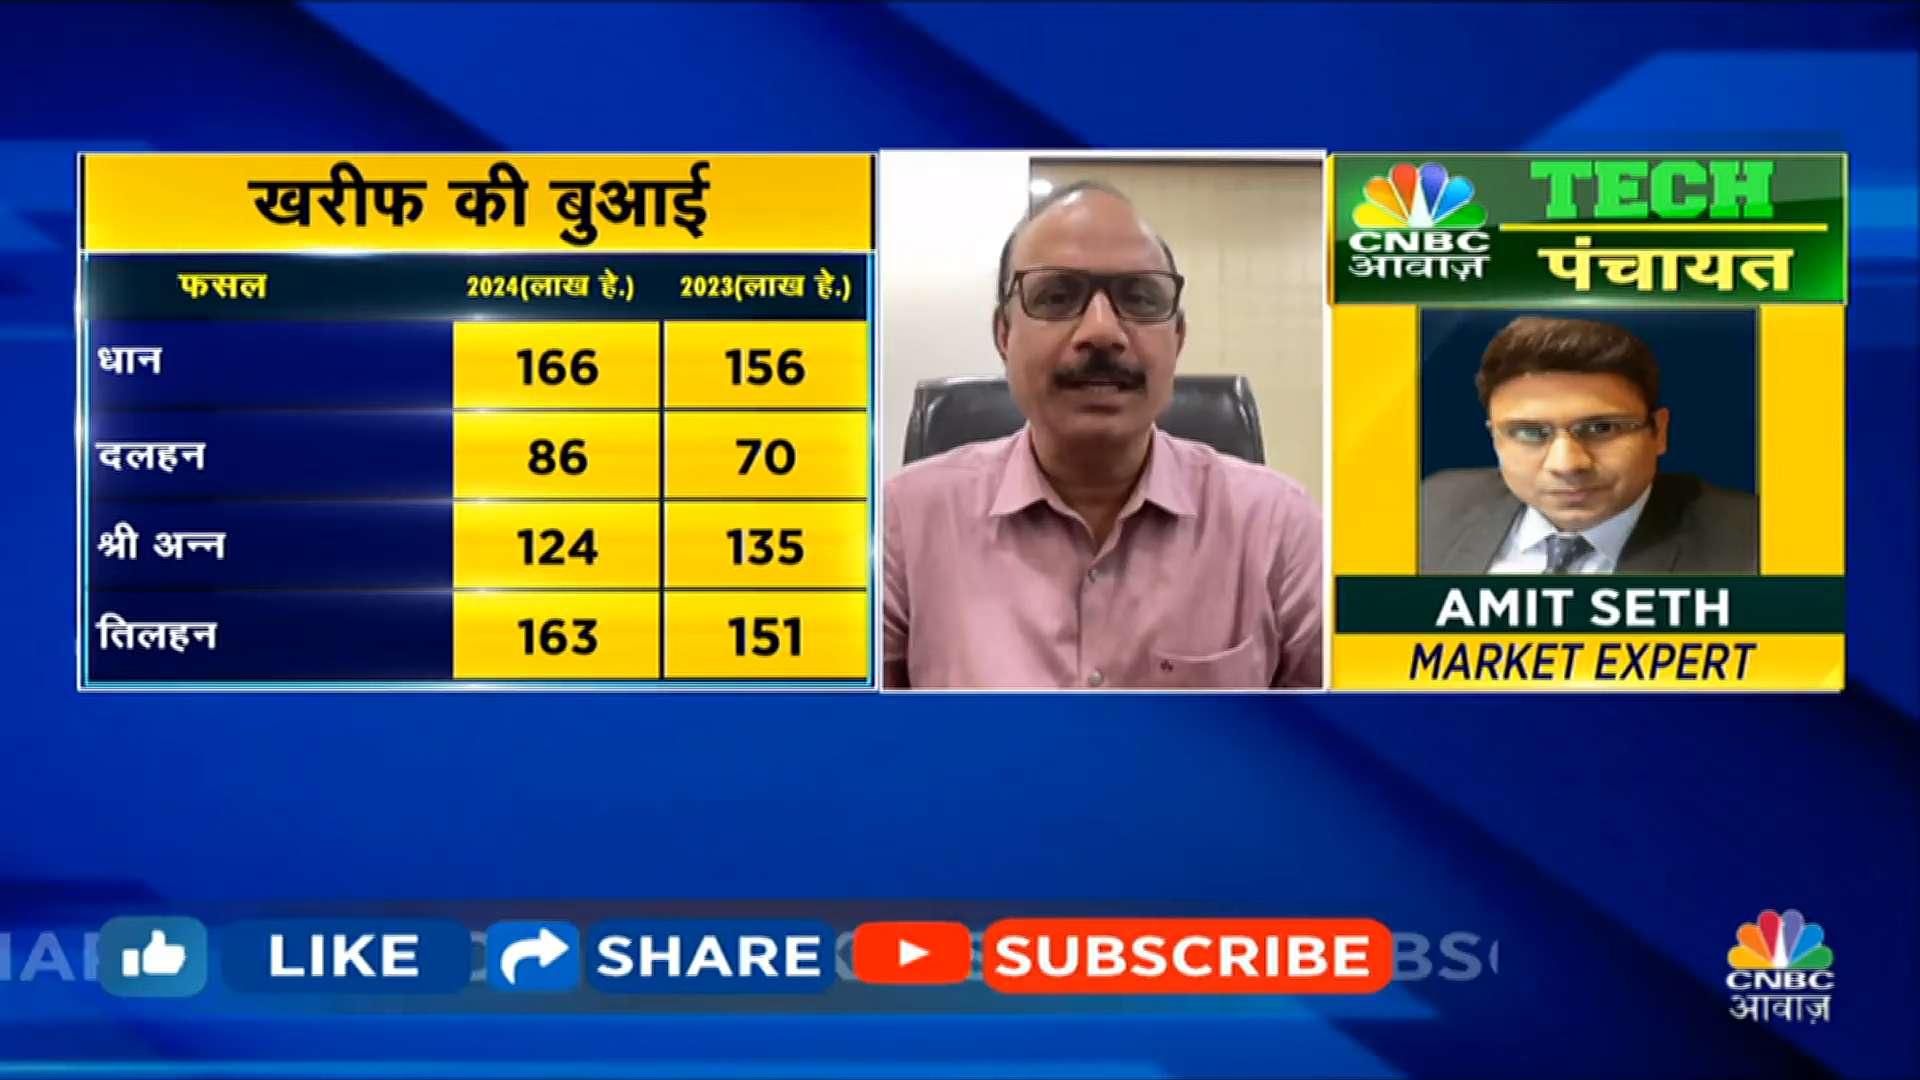 खरीफ की बुआई
फसल 2024(लाख हे.) 2023(लाख हे.)
धान 166 156
दलहन 86 70
श्री अन्न 124 135
तिलहन 163 151
CNBC
आवाज़
TECH
पंचायत
AMIT SETH
MARKET EXPERT
LIKE SHARE SUBSCRIBE
CNBC
आवाज़